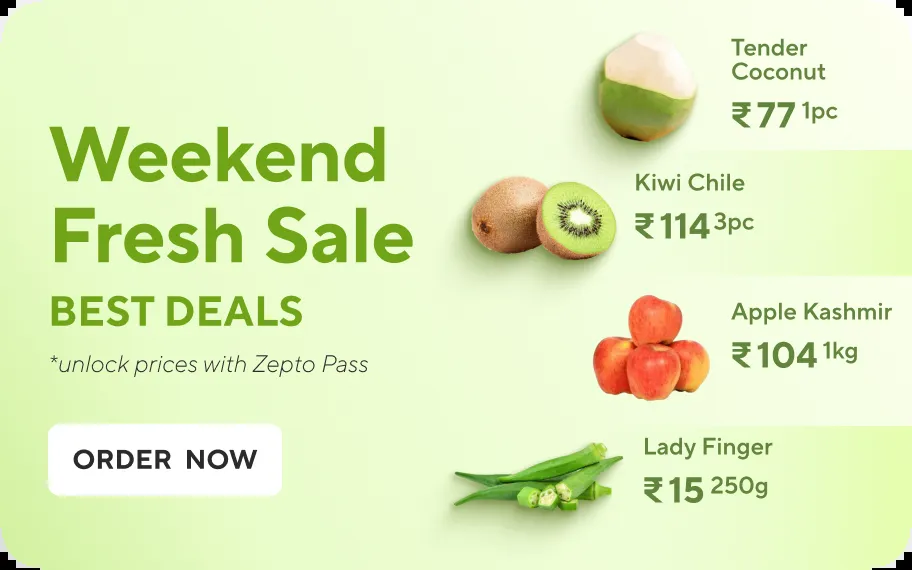 Weekend
Fresh Sale
BEST DEALS
*unlock prices with Zepto Pass
ORDER NOW
Tender
Coconut
₹77 1pc
Kiwi Chile
₹114 3pc
Apple Kashmir
₹104 1kg
Lady Finger
₹15 250g